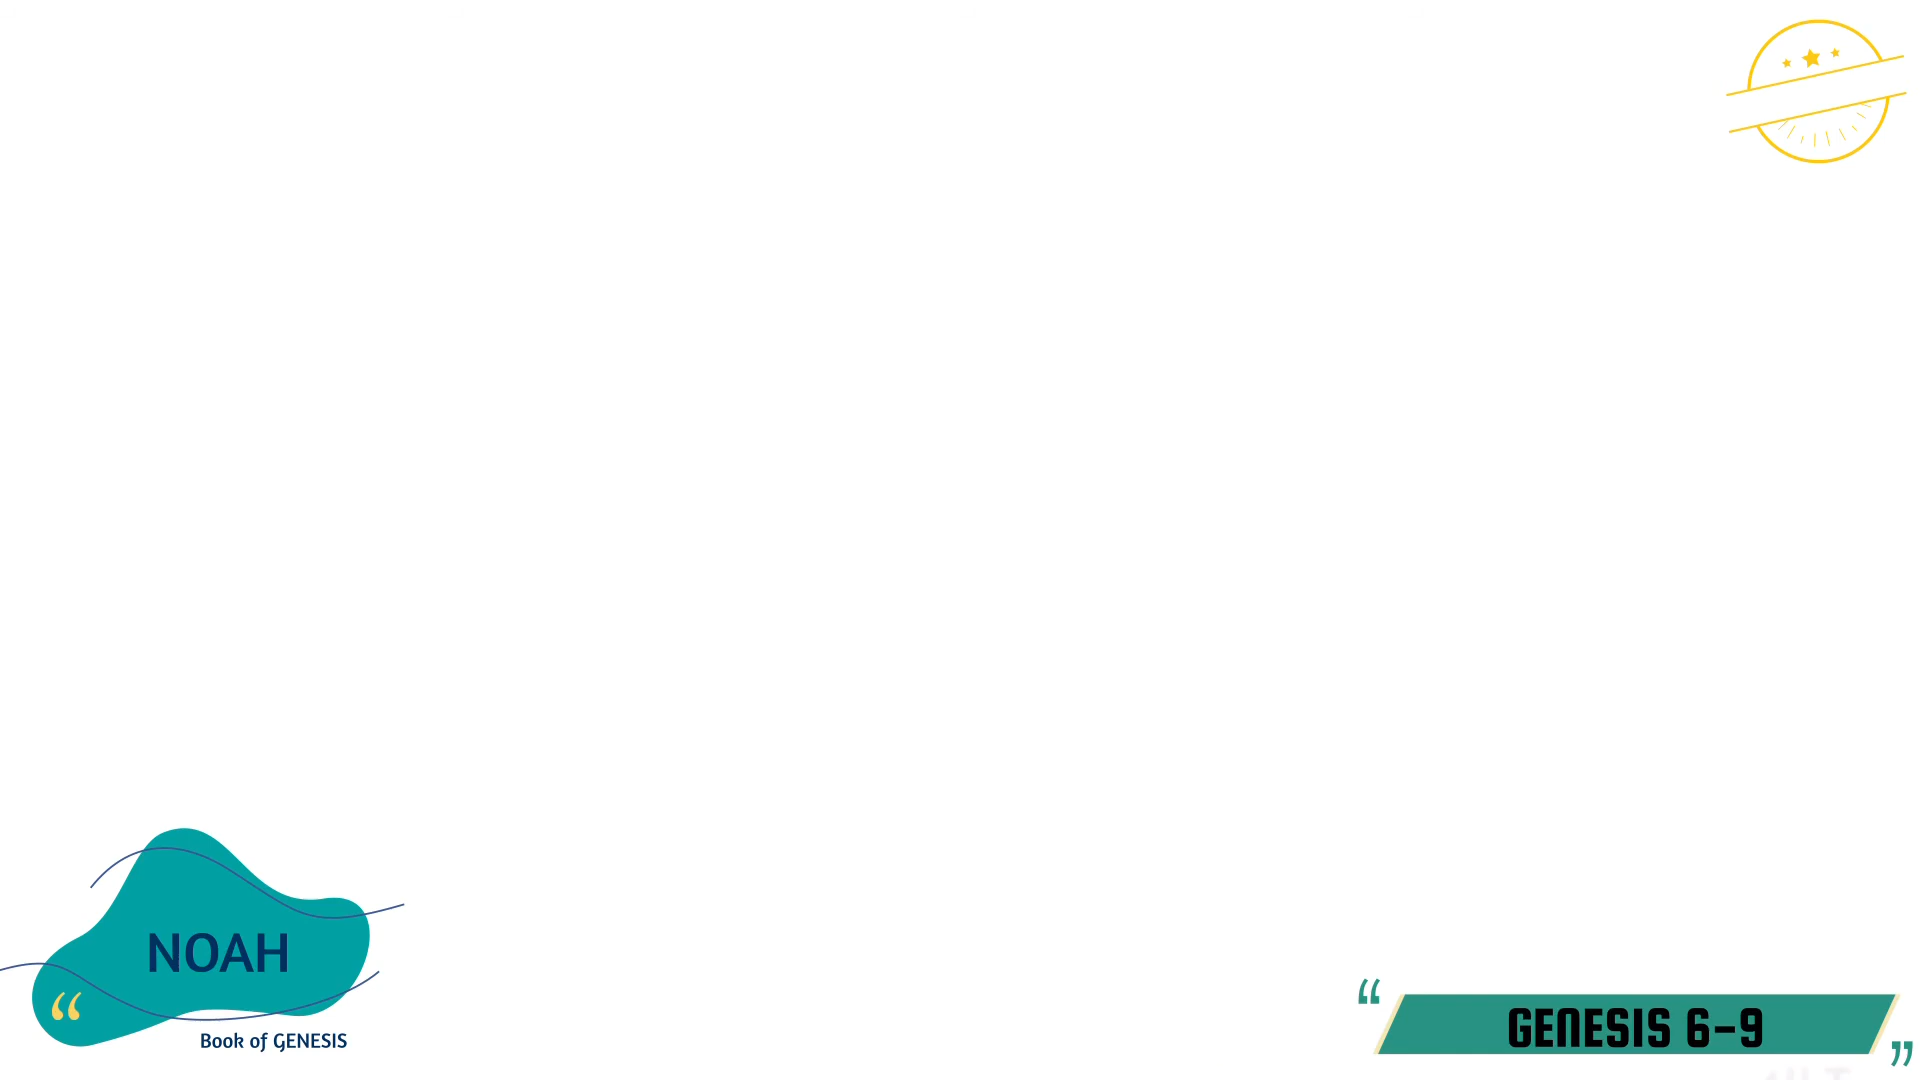 NOAH
Book of GENESIS
“
GENESIS 6-9
”